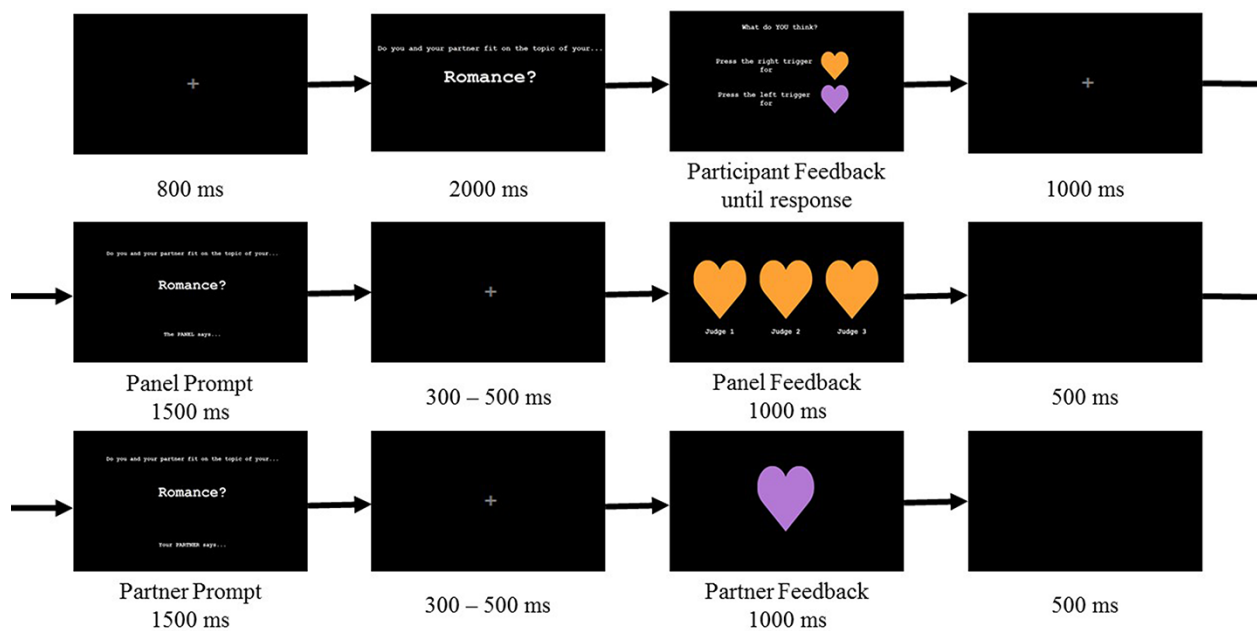 +
Do you and your partner fit on the topic of your...
Romance?
What do YOU think?
Press the right trigger
for
Press the left trigger
for
+
800 ms
2000 ms
Participant Feedback
until response
1000 ms
Do you and your partner fit on the topic of your...
Romance?
The PANEL says...
+
Judge 1
Judge 2
Judge 3
Panel Prompt
1500 ms
300 – 500 ms
Panel Feedback
1000 ms
500 ms
Do you and your partner fit on the topic of your...
Romance?
Your PARTNER says...
+
Partner Prompt
1500 ms
300 – 500 ms
Partner Feedback
1000 ms
500 ms